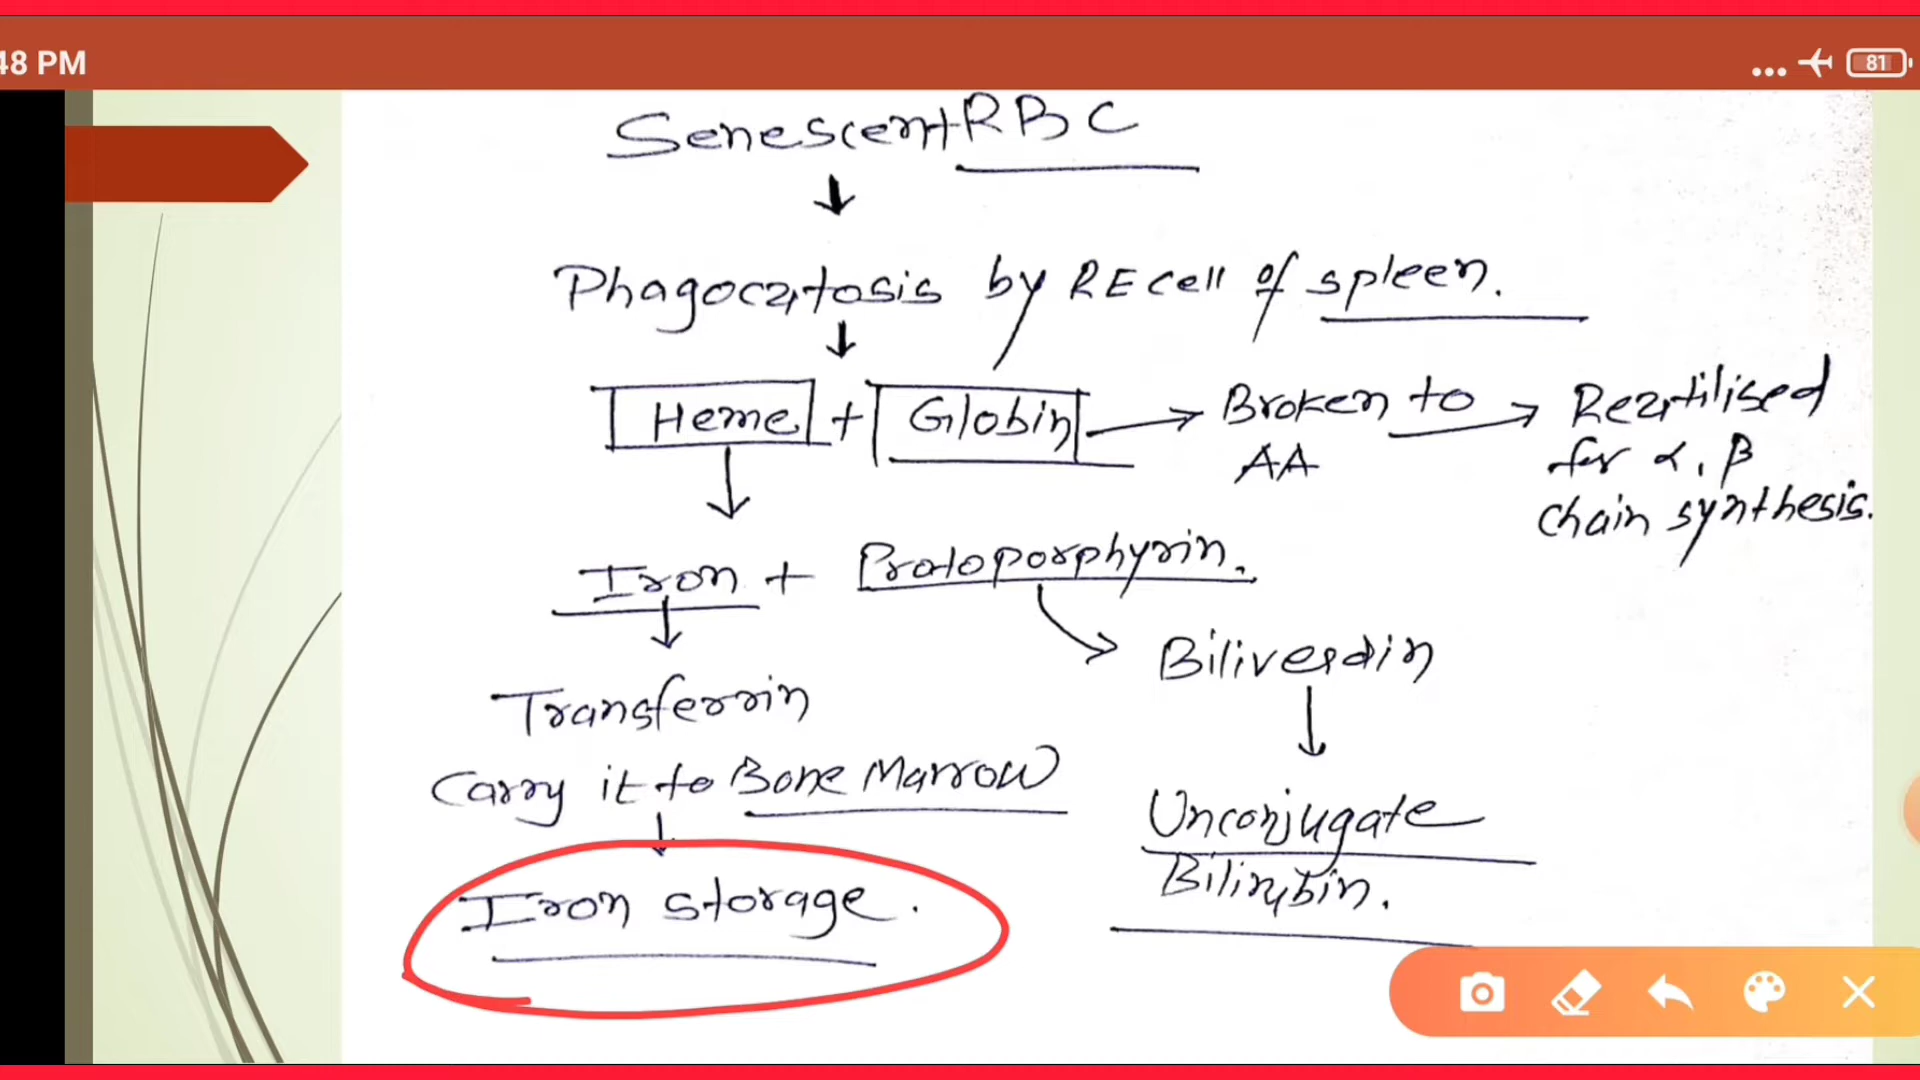 48 PM
81
Senescent RBC
Phagocytosis by RE cell of spleen.
Heme + Globin → Broken to → Reutilised
AA
for α, β
chain synthesis.
Iron + Protoporphyrin.
Biliverdin
Transferrin
Carry it to Bone Marrow
Unconjugate
Bilirubin.
Iron storage.